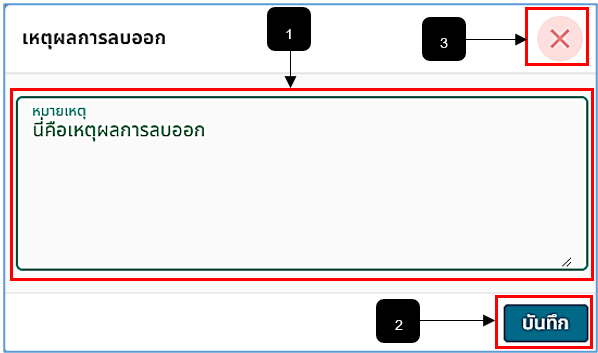 เหตุผลการลบออก
1
3
หมายเหตุ
นี่คือเหตุผลการลบออก
2
บันทึก